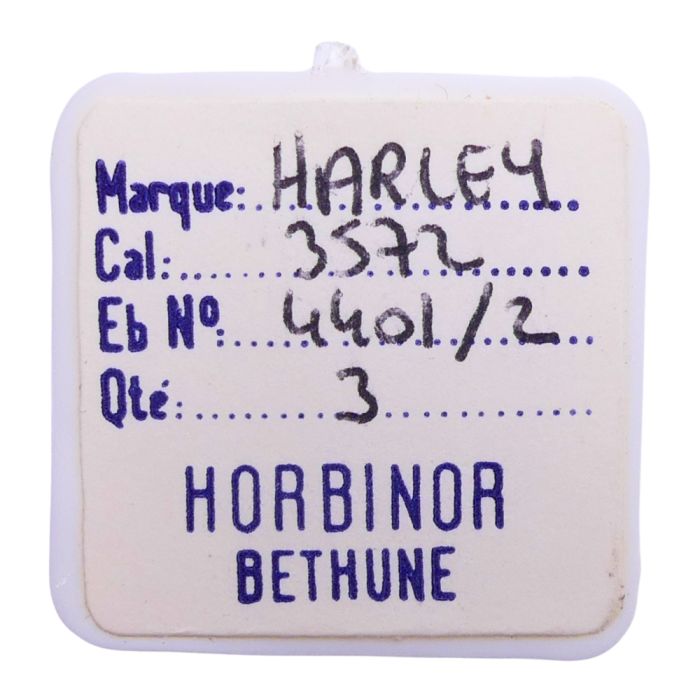 Marque: HARLEY
Cal: 3572
Eb Nº: 4401/2
Qté: 3
HORBINOR
BETHUNE